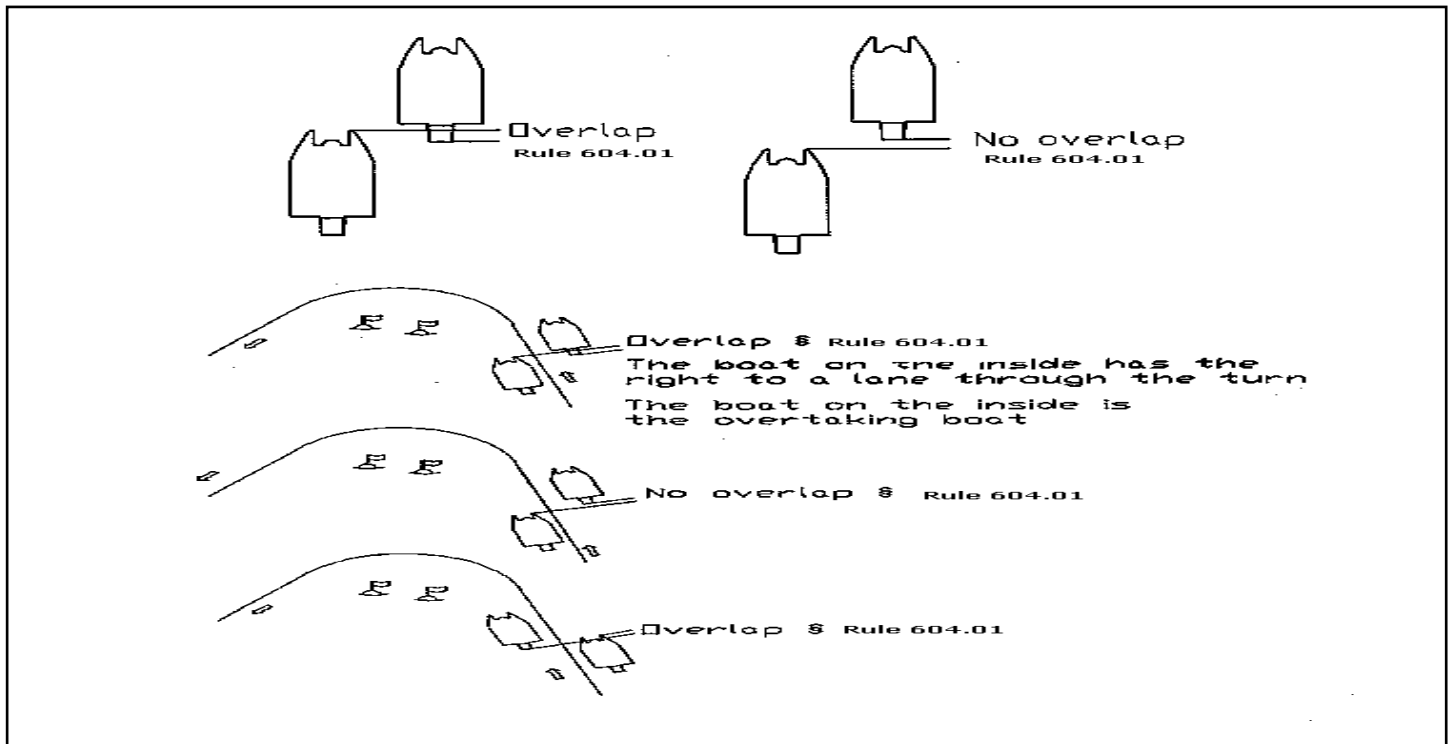 Overlap
Rule 604.01
No overlap
Rule 604.01
Overlap § Rule 604.01
The boat on the inside has the
right to a lane through the turn
The boat on the inside is
the overtaking boat
No overlap § Rule 604.01
Overlap § Rule 604.01